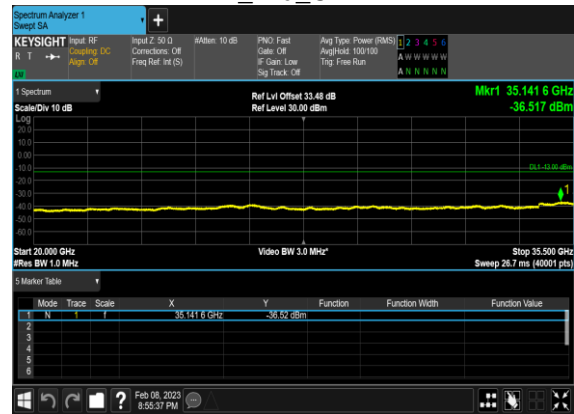 Spectrum Analyzer 1
Swept SA
+
KEYSIGHT Input: RF Input Z: 50 Ω #Atten: 10 dB PNO: Fast Avg Type: Power (RMS) 1 2 3 4 5 6
R T Coupling: DC Corrections: Off Gate: Off Avg|Hold: 100/100 A W W W W W
Align: Off Freq Ref: Int (S) IF Gain: Low Trig: Free Run
Sig Track: Off A N N N N N
1 Spectrum Ref Lvl Offset 33.48 dB Mkr1 35.141 6 GHz
Scale/Div 10 dB Ref Level 30.00 dBm -36.517 dBm
Log
20.0
10.0
0.00
-10.0 DL1 -13.00 dBm
-20.0
-30.0 1
-40.0
-50.0
-60.0
Start 20.000 GHz Video BW 3.0 MHz* Stop 35.500 GHz
#Res BW 1.0 MHz Sweep 26.7 ms (40001 pts)
5 Marker Table
Mode Trace Scale X Y Function Function Width Function Value
1 N 1 f 35.141 6 GHz -36.52 dBm
2
3
4
5
6
? Feb 08, 2023
8:55:37 PM